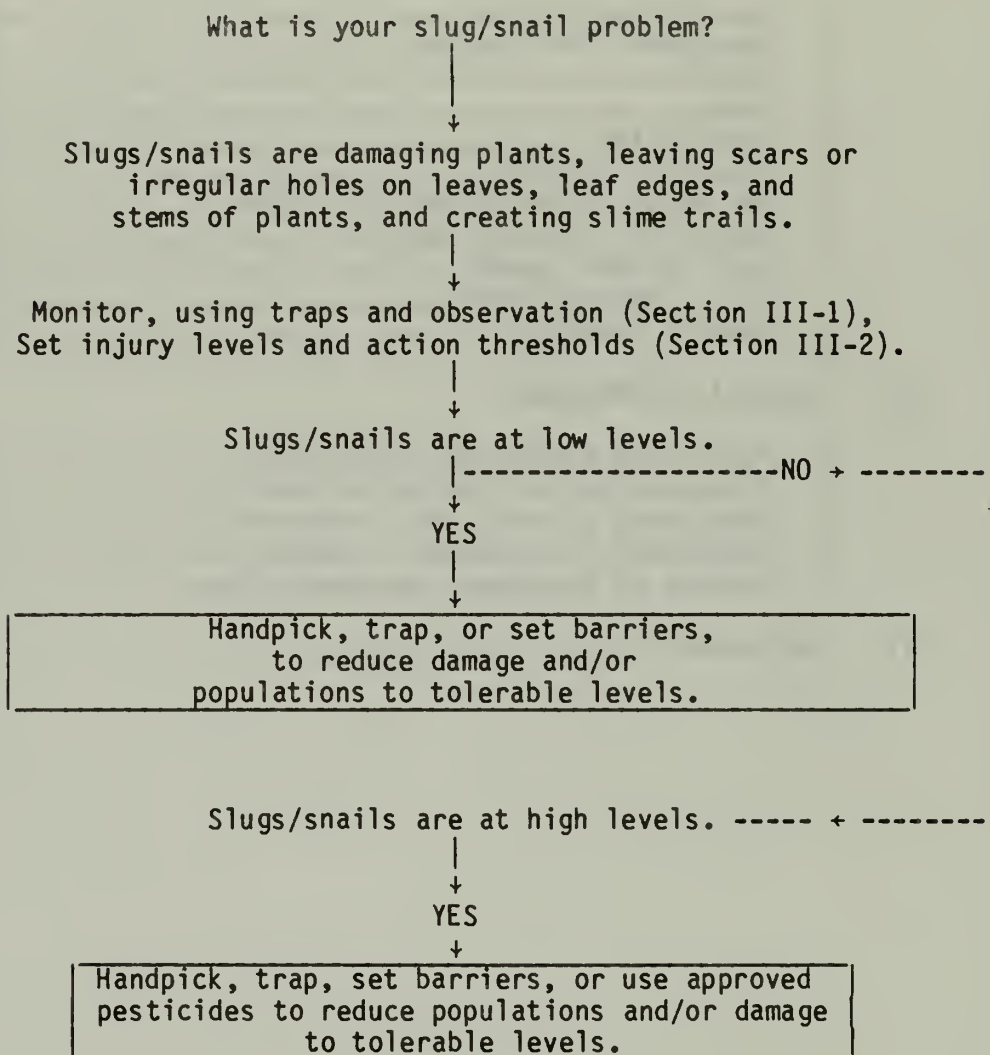 What is your slug/snail problem?
Slugs/snails are damaging plants, leaving scars or
irregular holes on leaves, leaf edges, and
stems of plants, and creating slime trails.
Monitor, using traps and observation (Section III-1),
Set injury levels and action thresholds (Section III-2).
Slugs/snails are at low levels.
NO
YES
Handpick, trap, or set barriers,
to reduce damage and/or
populations to tolerable levels.
Slugs/snails are at high levels.
YES
Handpick, trap, set barriers, or use approved
pesticides to reduce populations and/or damage
to tolerable levels.